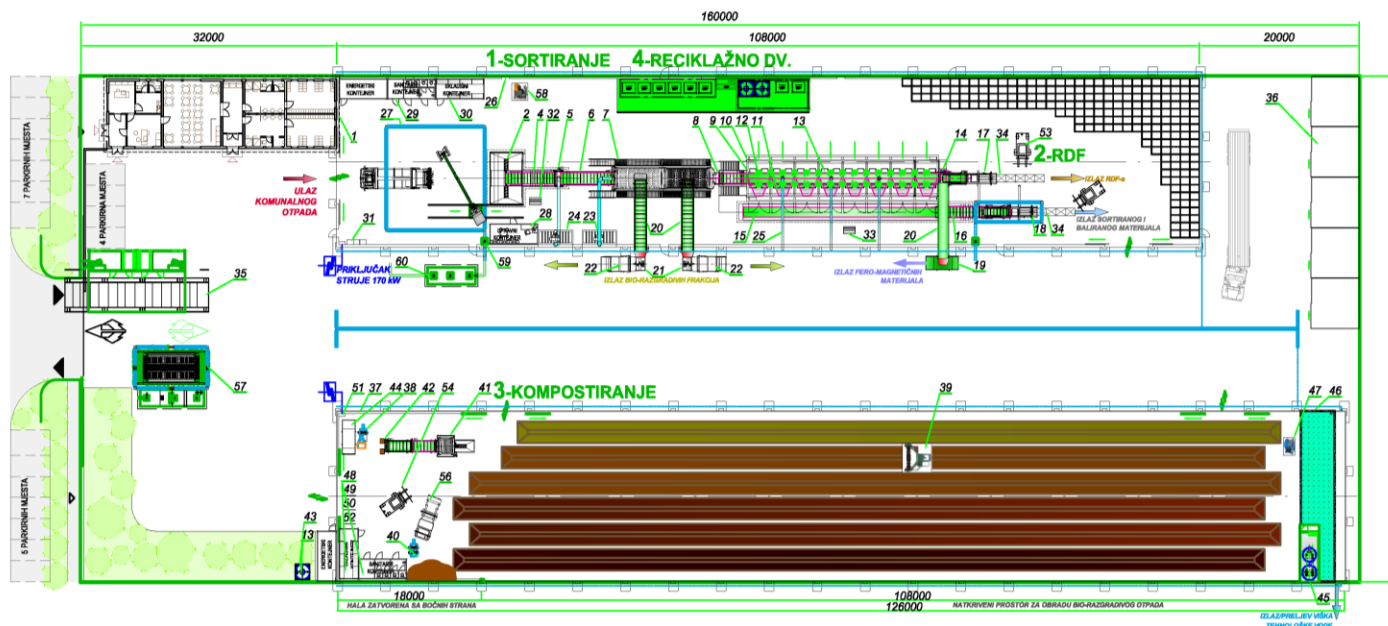 160000
32000
108000
20000
1-SORTIRANJE 4-RECIKLAŽNO DV.
ENERGETSKI
KONTEJNER
KONTEJNER
SKLADIŠNI
KONTEJNER
26
58
27
29
30
1
2
4
32
5
6
7
8
9
10
12
11
13
14
17
34
53
2-RDF
36
7 PARKIRNIH MJESTA
4 PARKIRNA MJESTA
ULAZ
KOMUNALNOG
OTPADA
IZLAZ RDF-a
IZLAZ SORTIRANOG I
BALIRANOG MATERIJALA
31
28
KONTEJNER
24
23
20
15
25
33
20
16
18
34
PRIKLJUČAK
STRUJE 170 kW
60
59
22
21
22
IZLAZ BIO-RAZGRADIVIH FRAKCIJA
IZLAZ FERO-MAGNETIČNIH
MATERIJALA
19
35
57
51
37
44
38
42
54
41
3-KOMPOSTIRANJE
39
47
46
5 PARKIRNIH MJESTA
48
49
50
52
56
40
43
13
ENERGETSKI
KONTEJNER
SANITARNI
KONTEJNER
45
18000
108000
HALA ZATVORENA SA BOČNIH STRANA
126000
NATKRIVENI PROSTOR ZA OBRADU BIO-RAZGRADIVOG OTPADA
IZLAZ/PRELJEV VIŠKA
TEHNOLOŠKE VODE